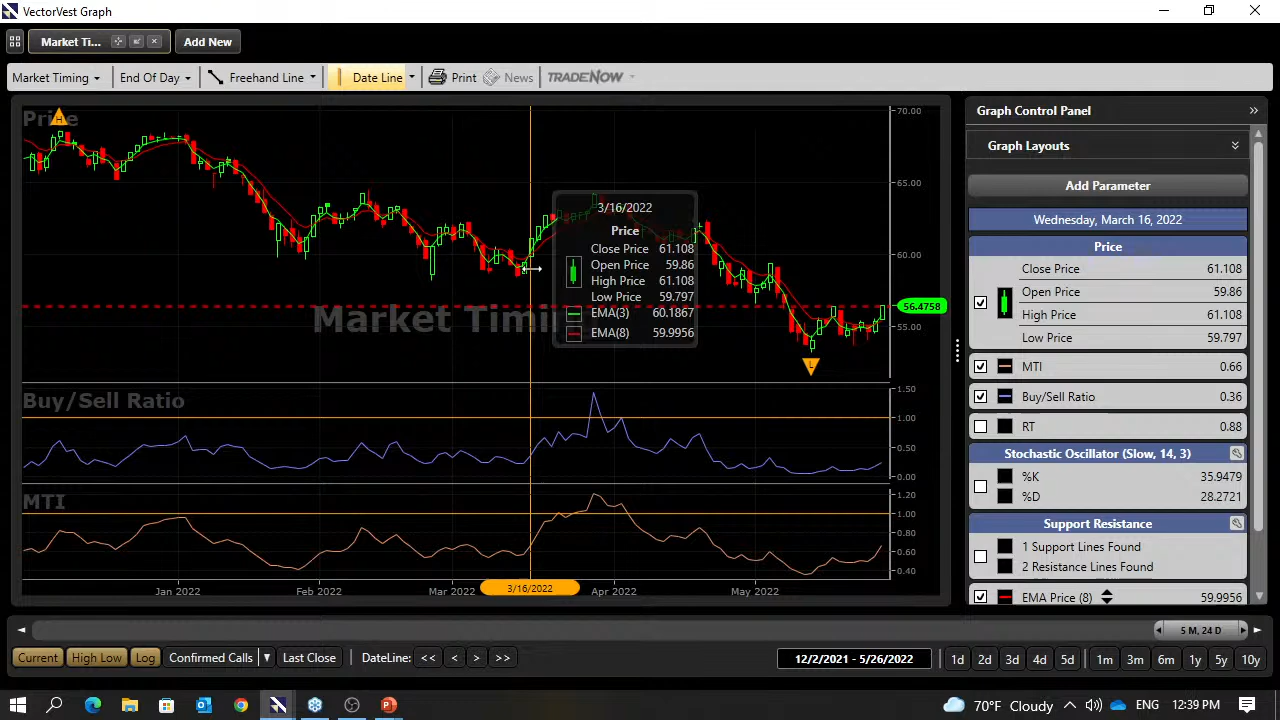 VectorVest Graph
Market Ti...
Add New
Market Timing
End Of Day
Freehand Line
Date Line
Print
News
TRADENOW
Price
H
70.00
65.00
60.00
55.00
56.4758
3/16/2022
Price
Close Price 61.108
Open Price 59.86
High Price 61.108
Low Price 59.797
EMA(3) 60.1867
EMA(8) 59.9956
L
Buy/Sell Ratio
1.50
1.00
0.50
0.00
MTI
1.20
1.00
0.80
0.60
0.40
Jan 2022
Feb 2022
Mar 2022
3/16/2022
Apr 2022
May 2022
5 M, 24 D
Graph Control Panel
Graph Layouts
Add Parameter
Wednesday, March 16, 2022
Price
Close Price 61.108
Open Price 59.86
High Price 61.108
Low Price 59.797
MTI 0.66
Buy/Sell Ratio 0.36
RT 0.88
Stochastic Oscillator (Slow, 14, 3)
%K 35.9479
%D 28.2721
Support Resistance
1 Support Lines Found
2 Resistance Lines Found
EMA Price (8) 59.9956
Current
High Low
Log
Confirmed Calls
Last Close
DateLine:
<<
<
>
>>
12/2/2021 - 5/26/2022
1d 2d 3d 4d 5d
1m 3m 6m 1y 5y 10y
70°F Cloudy
ENG
12:39 PM